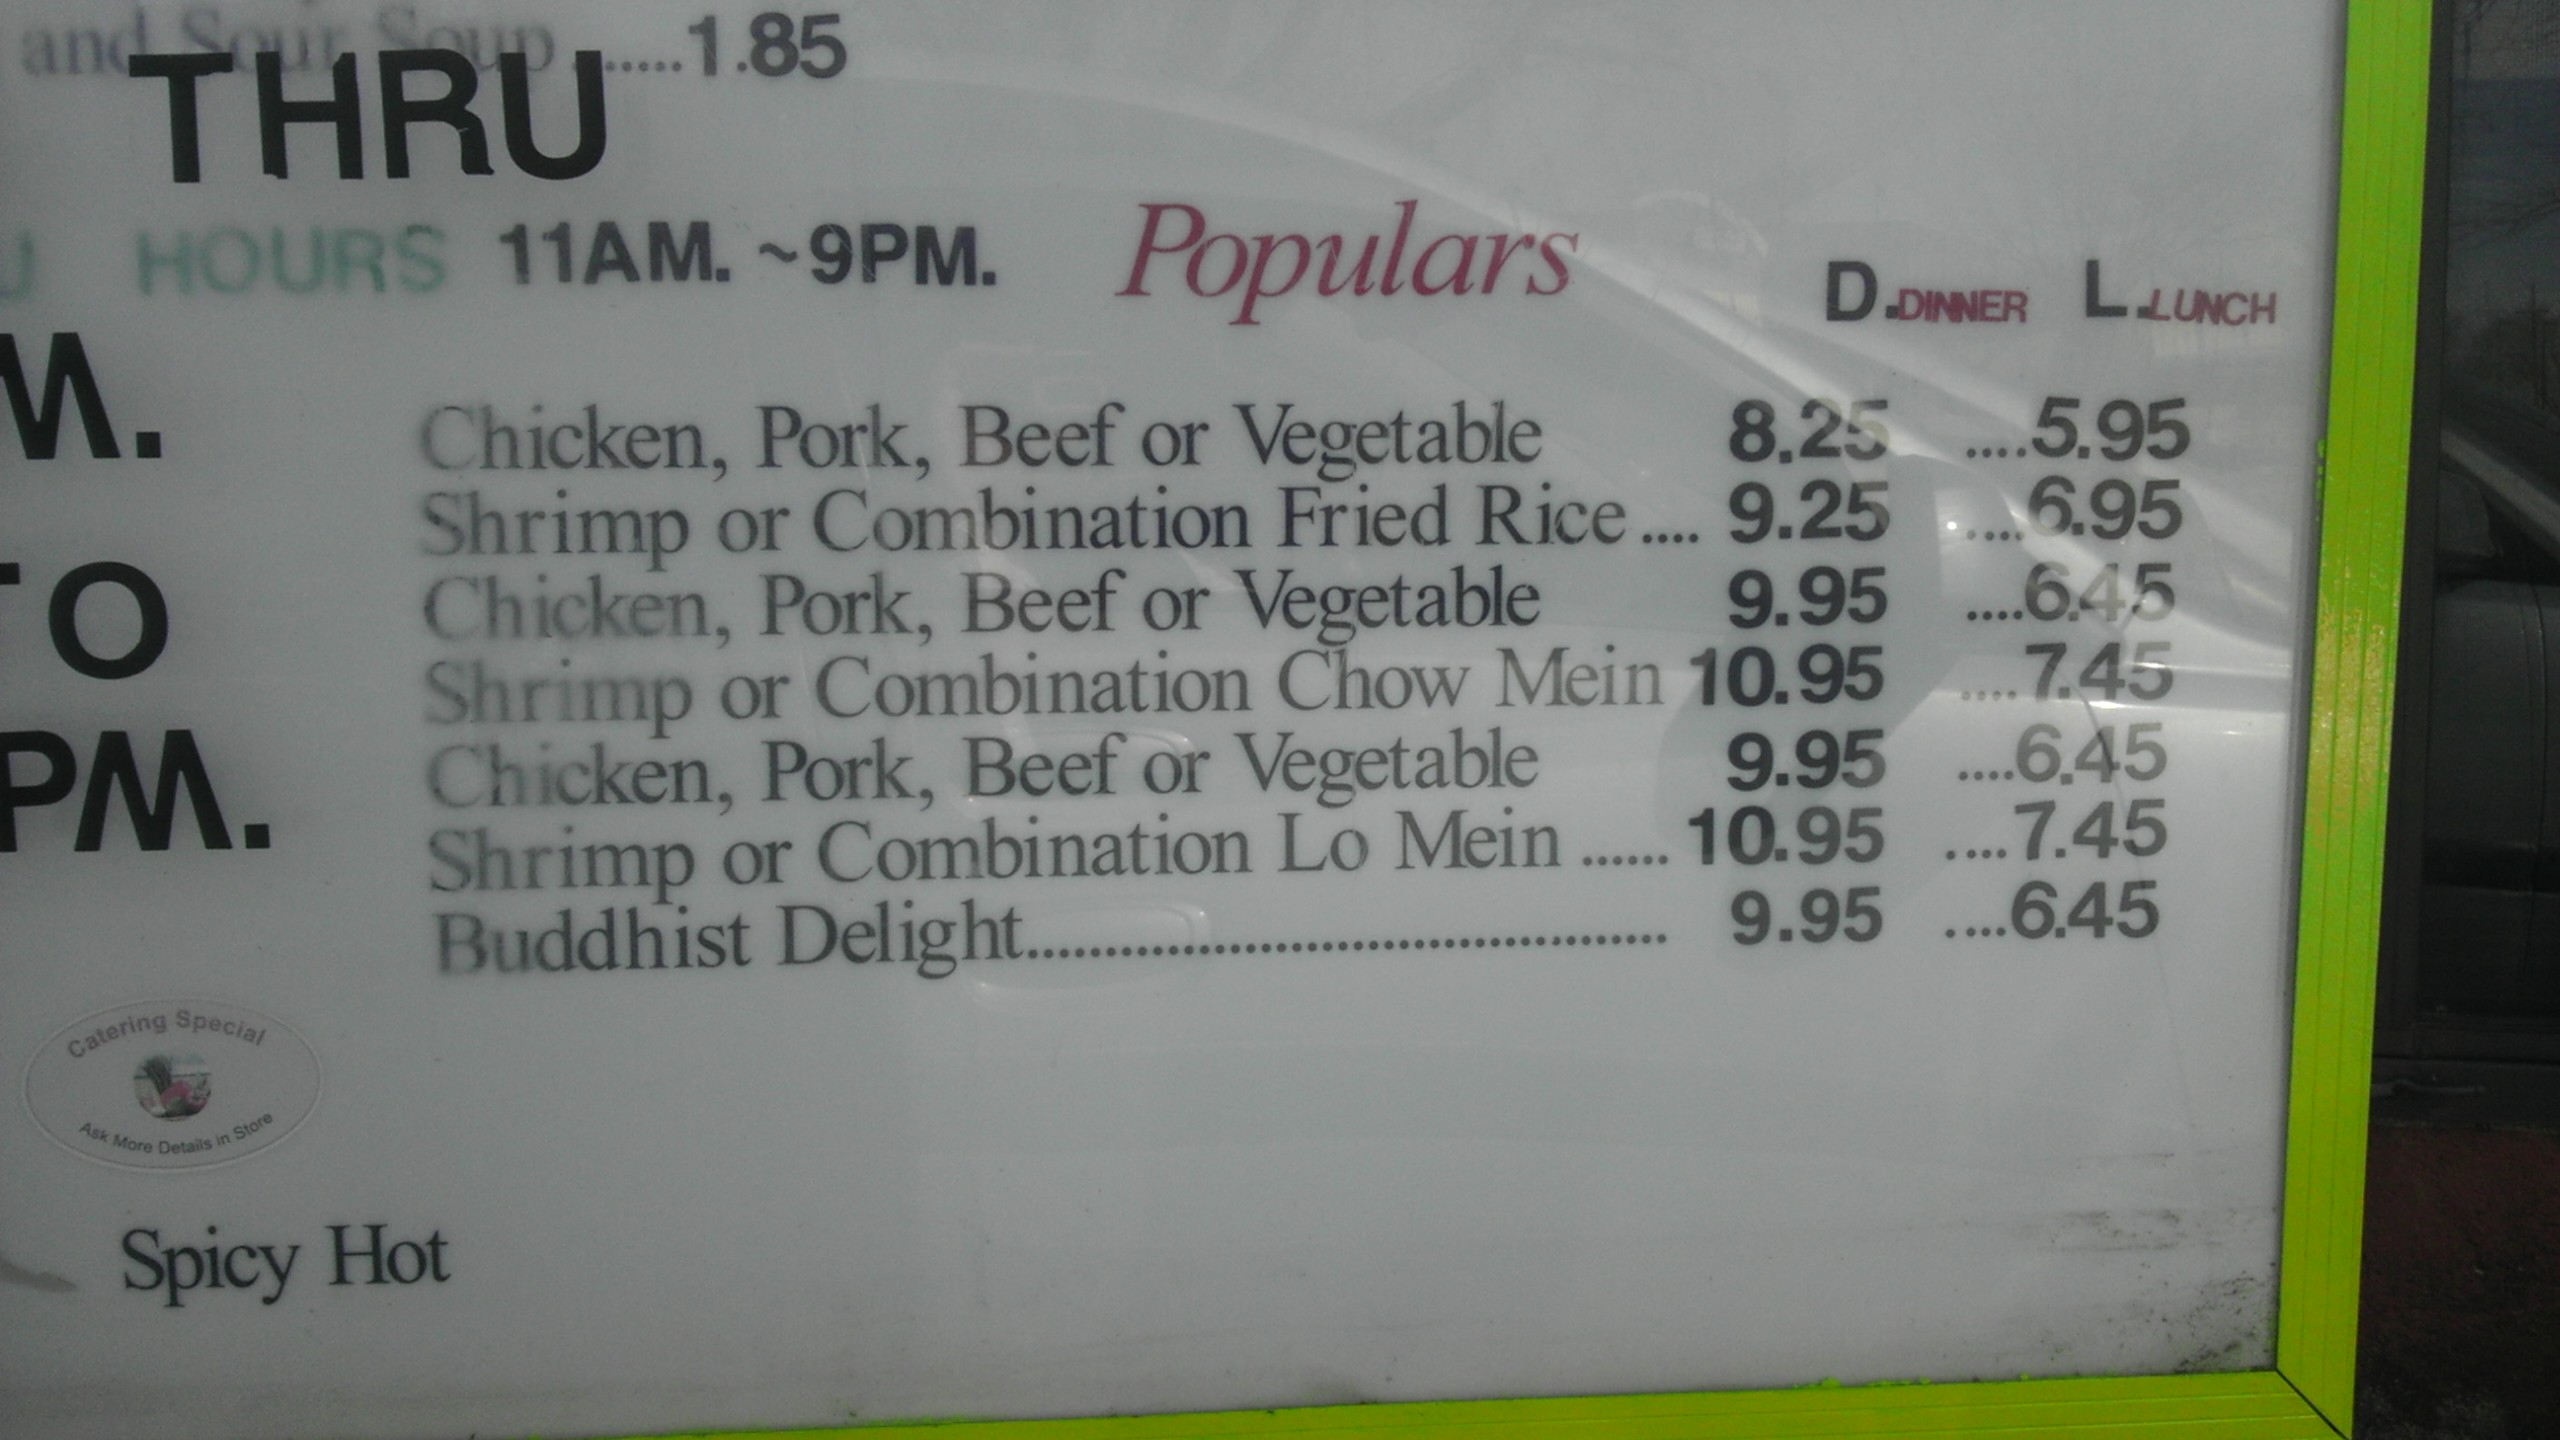 and Sour Soup ......1.85
THRU
HOURS 11AM. ~9PM.
M.
TO
PM.
Populars
D.DINNER L.LUNCH
Chicken, Pork, Beef or Vegetable 8.25 ....5.95
Shrimp or Combination Fried Rice .... 9.25 ....6.95
Chicken, Pork, Beef or Vegetable 9.95 ....6.45
Shrimp or Combination Chow Mein 10.95 ....7.45
Chicken, Pork, Beef or Vegetable 9.95 ....6.45
Shrimp or Combination Lo Mein ...... 10.95 ....7.45
Buddhist Delight........................................ 9.95 ....6.45
Catering Special
Ask More Details in Store
Spicy Hot